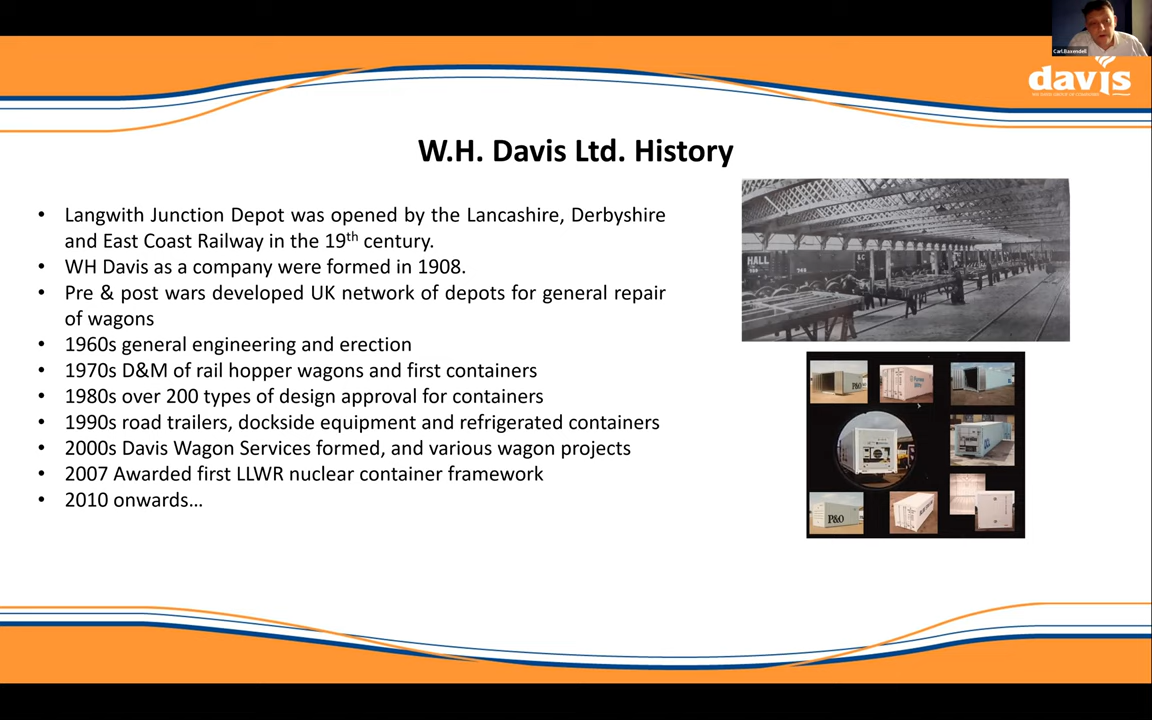 Carl Baxendell
davis
W.H. Davis Ltd. History
• Langwith Junction Depot was opened by the Lancashire, Derbyshire
and East Coast Railway in the 19th century.
• WH Davis as a company were formed in 1908.
• Pre & post wars developed UK network of depots for general repair
of wagons
• 1960s general engineering and erection
• 1970s D&M of rail hopper wagons and first containers
• 1980s over 200 types of design approval for containers
• 1990s road trailers, dockside equipment and refrigerated containers
• 2000s Davis Wagon Services formed, and various wagon projects
• 2007 Awarded first LLWR nuclear container framework
• 2010 onwards…
HALL
P&O
P&O